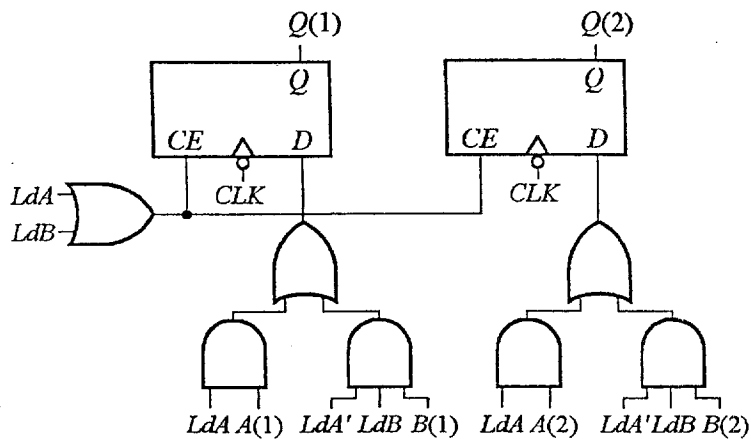 Q(1) Q(2)
Q Q
CE D CE D
LdA
CLK CLK
LdB
LdA A(1) LdA' LdB B(1) LdA A(2) LdA' LdB B(2)